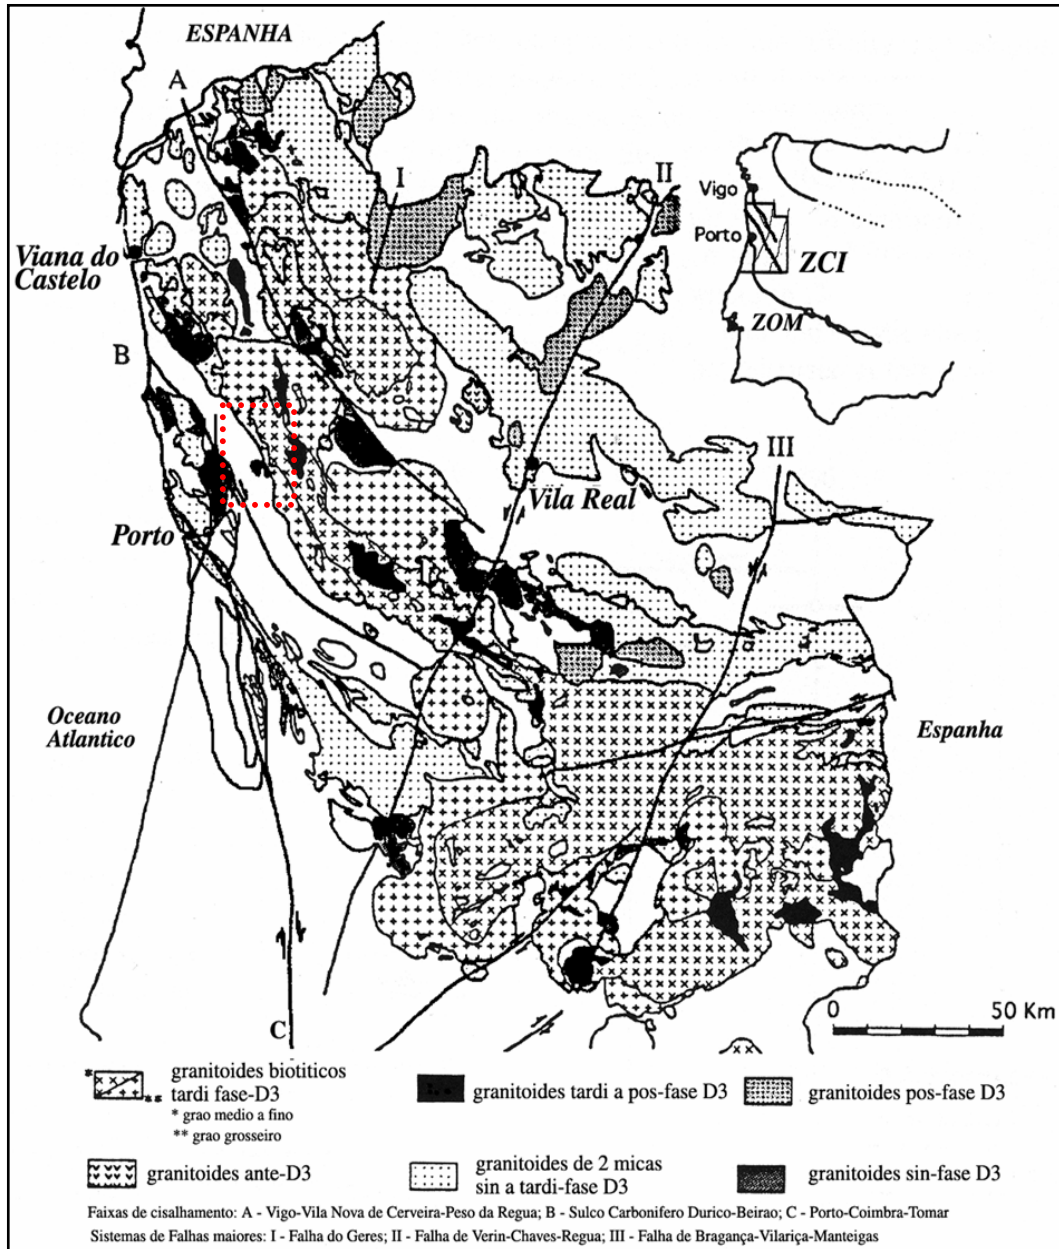 ESPANHA
A
I
II
Vigo
Porto
ZCI
Viana do
Castelo
ZOM
B
III
Vila Real
Porto
Oceano
Atlantico
Espanha
0 50 Km
C
* granitoides biotiticos
** tardi fase-D3
* grao medio a fino
** grao grosseiro
granitoides tardi a pos-fase D3
granitoides pos-fase D3
granitoides ante-D3
granitoides de 2 micas
sin a tardi-fase D3
granitoides sin-fase D3
Faixas de cisalhamento: A - Vigo-Vila Nova de Cerveira-Peso da Regua; B - Sulco Carbonifero Durico-Beirao; C - Porto-Coimbra-Tomar
Sistemas de Falhas maiores: I - Falha do Geres; II - Falha de Verin-Chaves-Regua; III - Falha de Bragança-Vilariça-Manteigas